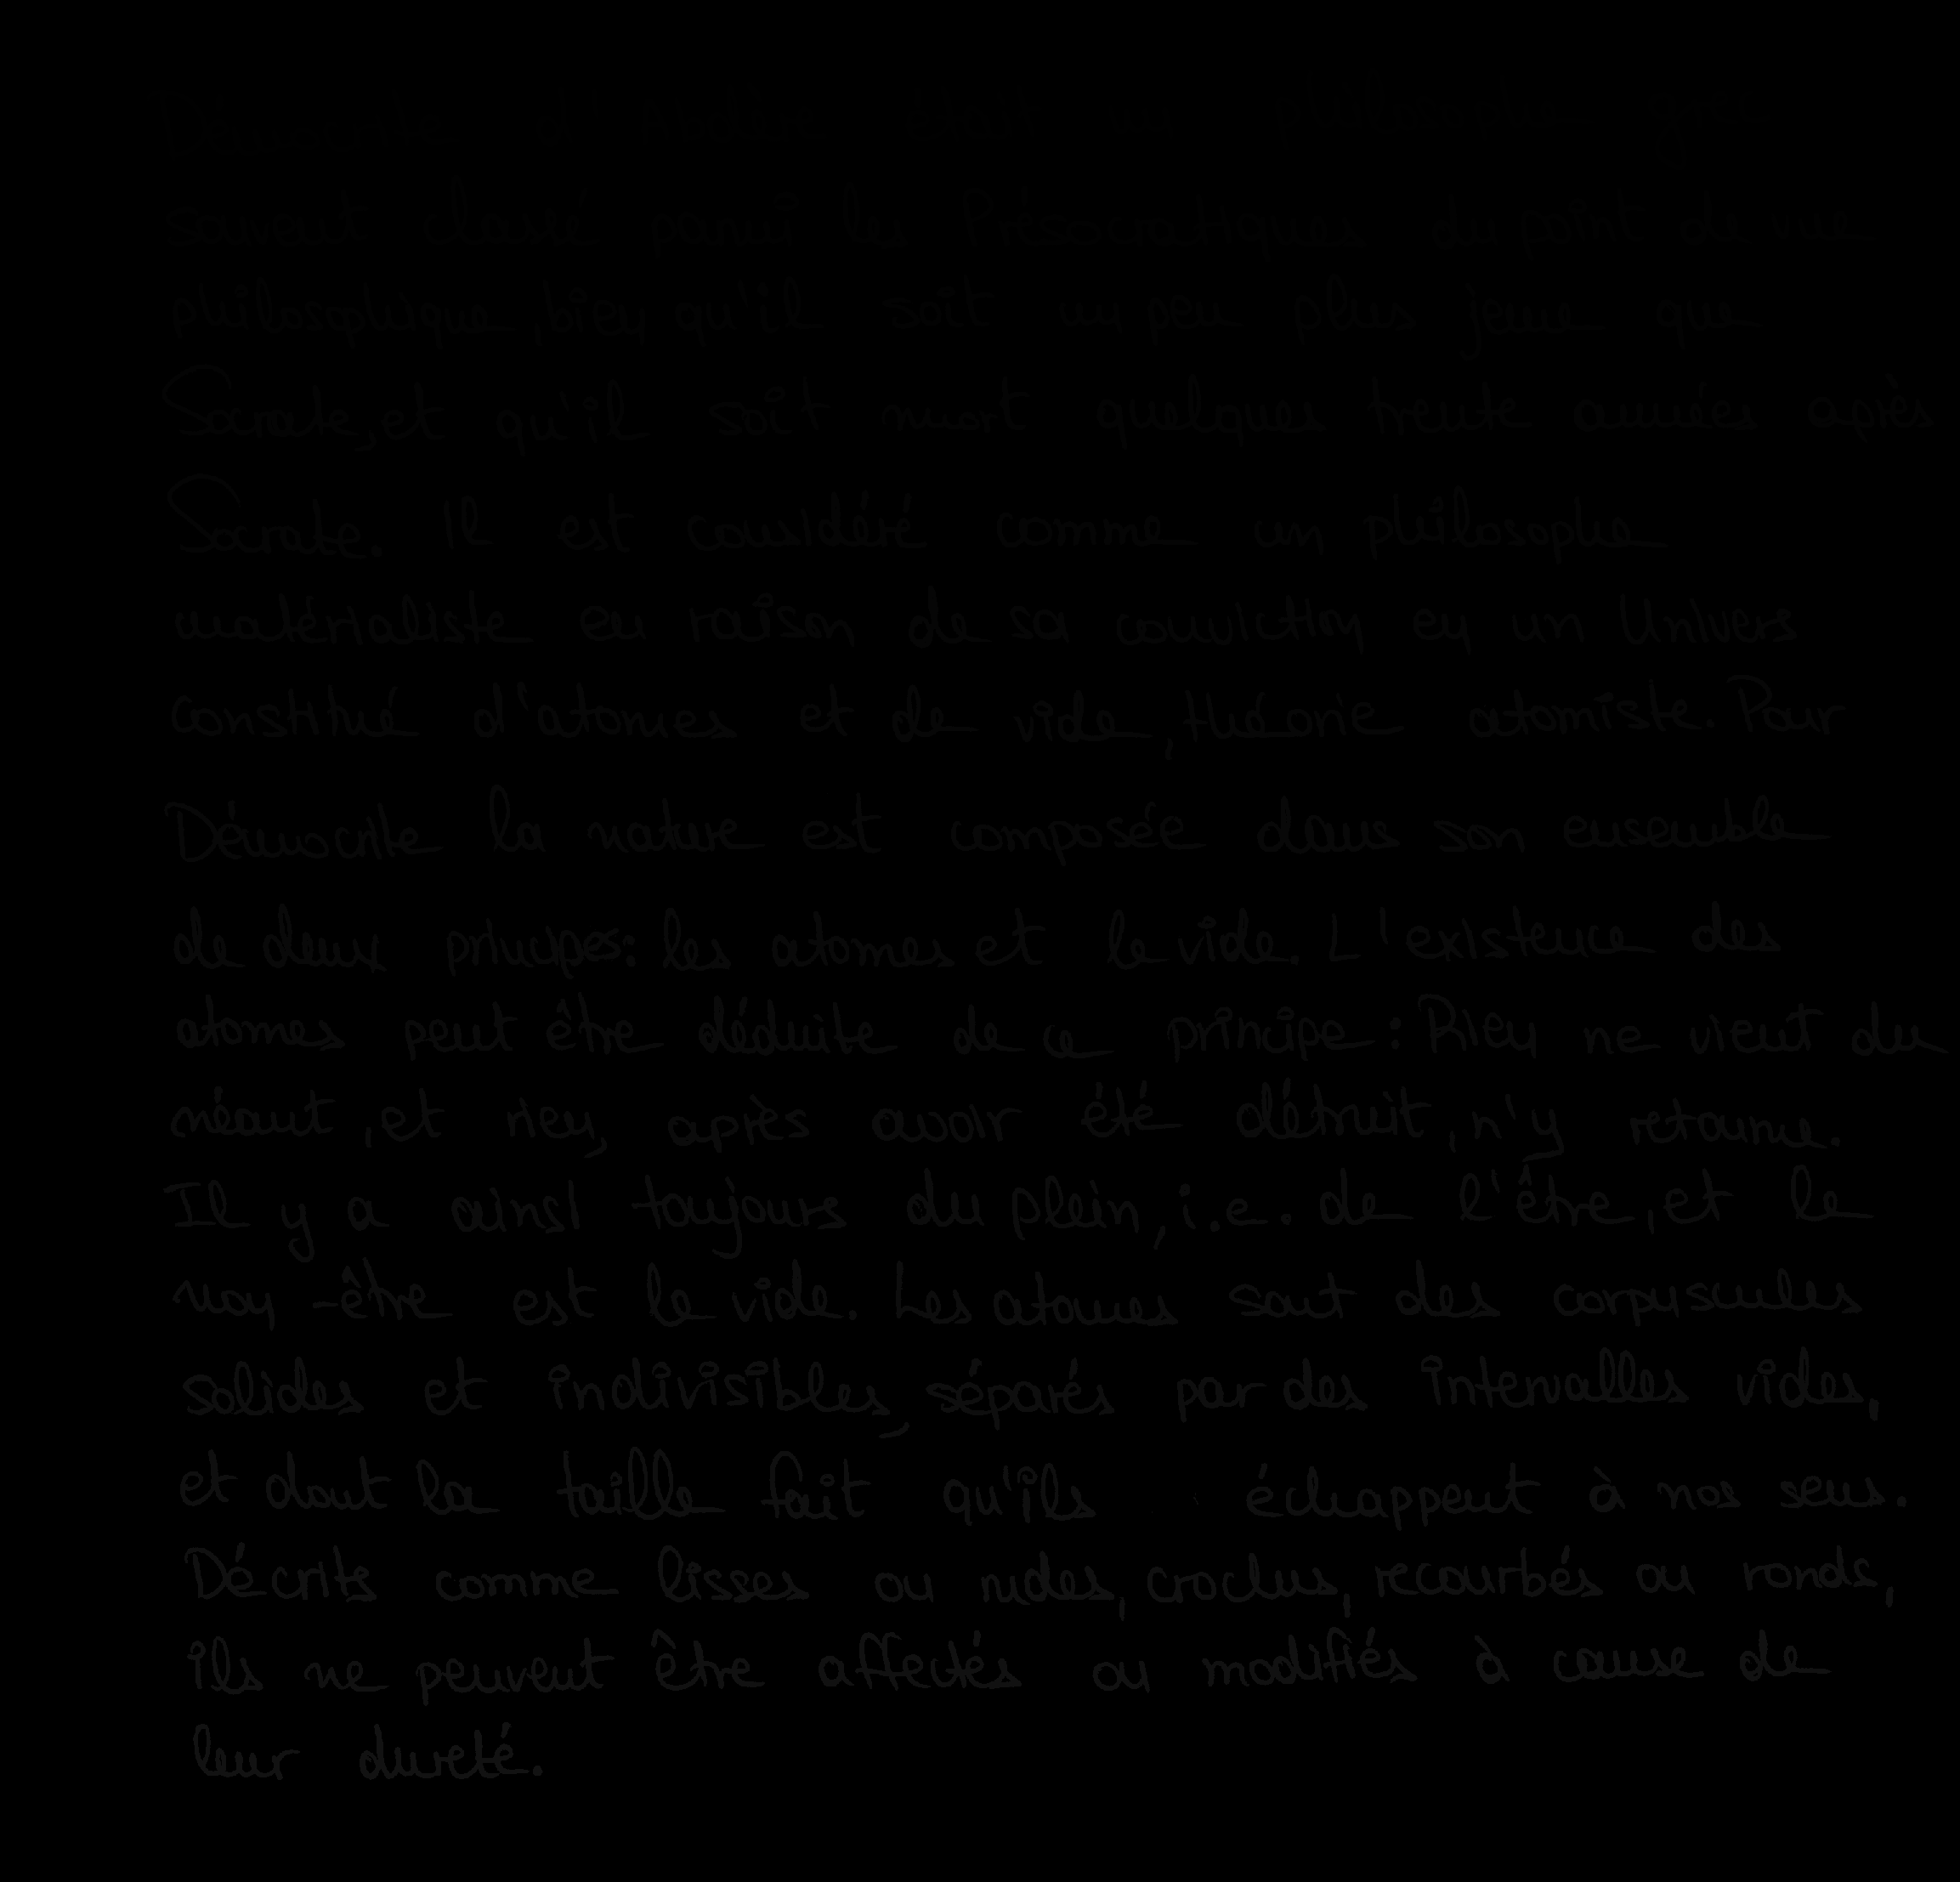 souvent classé parmi les Présocratiques du point de vue
philosophique, bien qu'il soit un peu plus jeune que
Socrate, et qu'il soit mort quelques trente années après
Socrate. Il est considéré comme un philosophe
matérialiste en raison de sa conviction en un Univers
constitué d'atomes et de vide, théorie atomiste. Pour
Démocrite la nature est composée dans son ensemble
de deux principes: les atomes et le vide. L'existence des
atomes peut être déduite de ce principe: Rien ne vient du
néant, et rien, après avoir été détruit, n'y retourne.
Il y a ainsi toujours du plein, i.e. de l'être, et le
non-être est le vide. Les atomes sont des corpuscules
solides et indivisibles, séparés par des intervalles vides,
et dont la taille fait qu'ils échappent à nos sens.
Décrits comme lisses ou rudes, crochus, recourbés ou ronds,
ils ne peuvent être affectés ou modifiés à cause de
leur dureté.